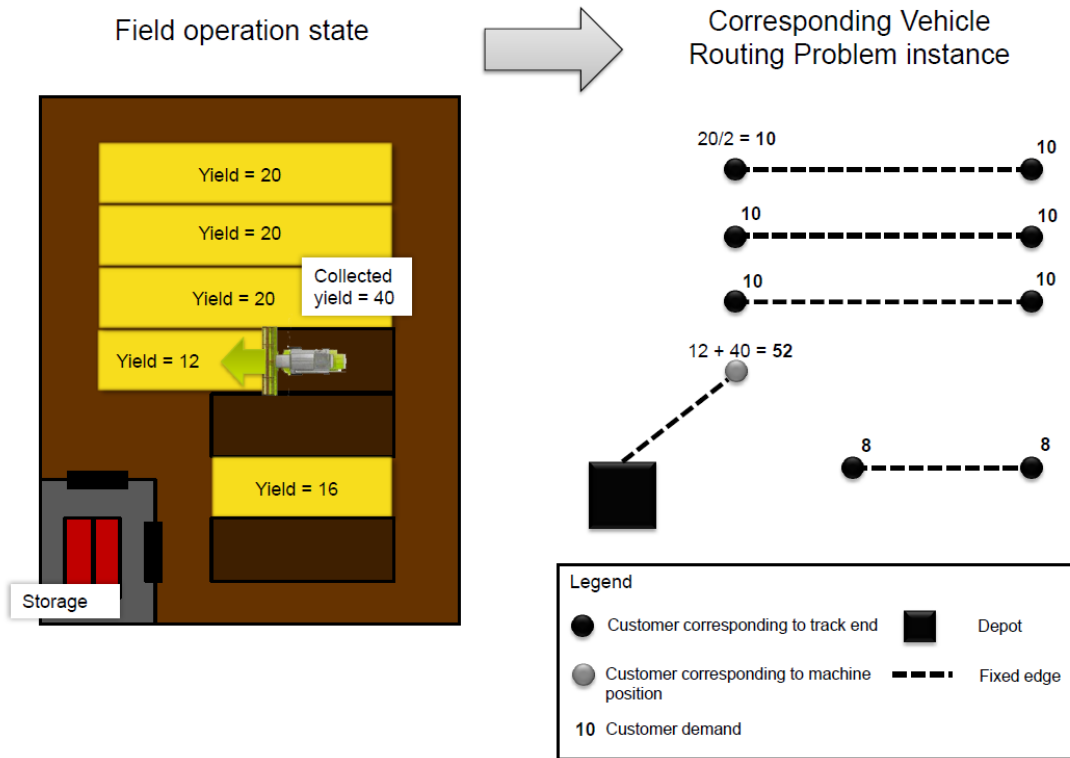 Field operation state
Corresponding Vehicle
Routing Problem instance
Yield = 20
Yield = 20
Yield = 20
Collected
yield = 40
Yield = 12
Yield = 16
Storage
20/2 = 10
10
10
10
10
10
12 + 40 = 52
8
8
Legend
Customer corresponding to track end
Depot
Customer corresponding to machine
position
Fixed edge
10 Customer demand